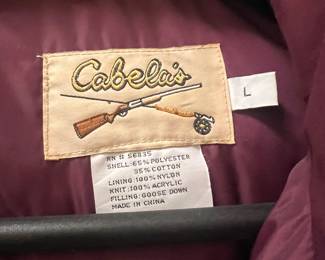 Cabela's
L
RN # 56835
SHELL: 65% POLYESTER
35% COTTON
LINING: 100% NYLON
KNIT: 100% ACRYLIC
FILLING: GOOSE DOWN
MADE IN CHINA